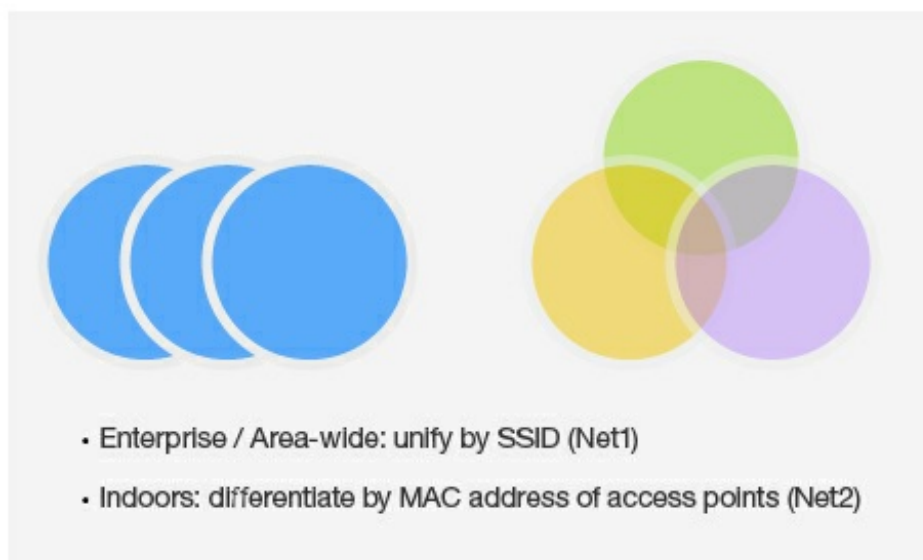 • Enterprise / Area-wide: unify by SSID (Net1)
• Indoors: differentiate by MAC address of access points (Net2)